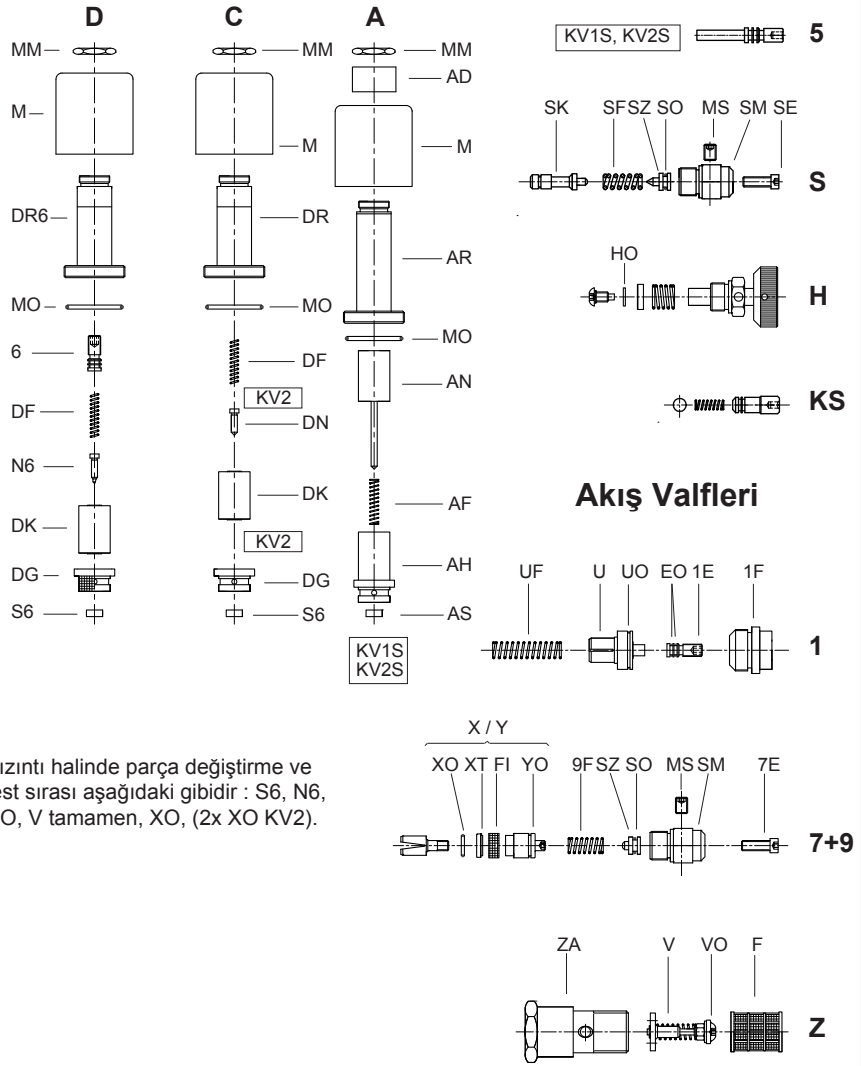 D C A
MM MM MM
AD
M M M
DR6 DR AR
MO MO MO
6 DF AN
KV2
DF DN
N6 DK AF
DK KV2 AH
DG DG
S6 S6 AS
KV1S
KV2S
KV1S, KV2S 5
SK SF SZ SO MS SM SE
S
HO
H
KS
Akış Valfleri
UF U UO EO 1E 1F
1
ızıntı halinde parça değiştirme ve
est sırası aşağıdaki gibidir : S6, N6,
O, V tamamen, XO, (2x XO KV2).
X / Y
XO XT FI YO 9F SZ SO MS SM 7E
7+9
ZA V VO F
Z